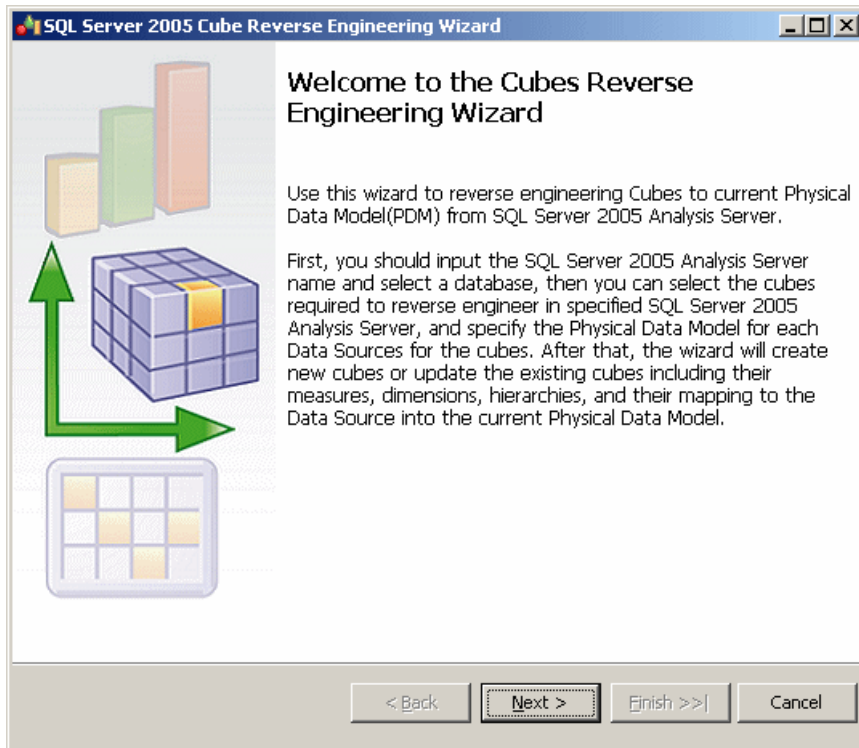 SQL Server 2005 Cube Reverse Engineering Wizard
Welcome to the Cubes Reverse
Engineering Wizard
Use this wizard to reverse engineering Cubes to current Physical
Data Model(PDM) from SQL Server 2005 Analysis Server.
First, you should input the SQL Server 2005 Analysis Server
name and select a database, then you can select the cubes
required to reverse engineer in specified SQL Server 2005
Analysis Server, and specify the Physical Data Model for each
Data Sources for the cubes. After that, the wizard will create
new cubes or update the existing cubes including their
measures, dimensions, hierarchies, and their mapping to the
Data Source into the current Physical Data Model.
< Back Next > Finish >>| Cancel